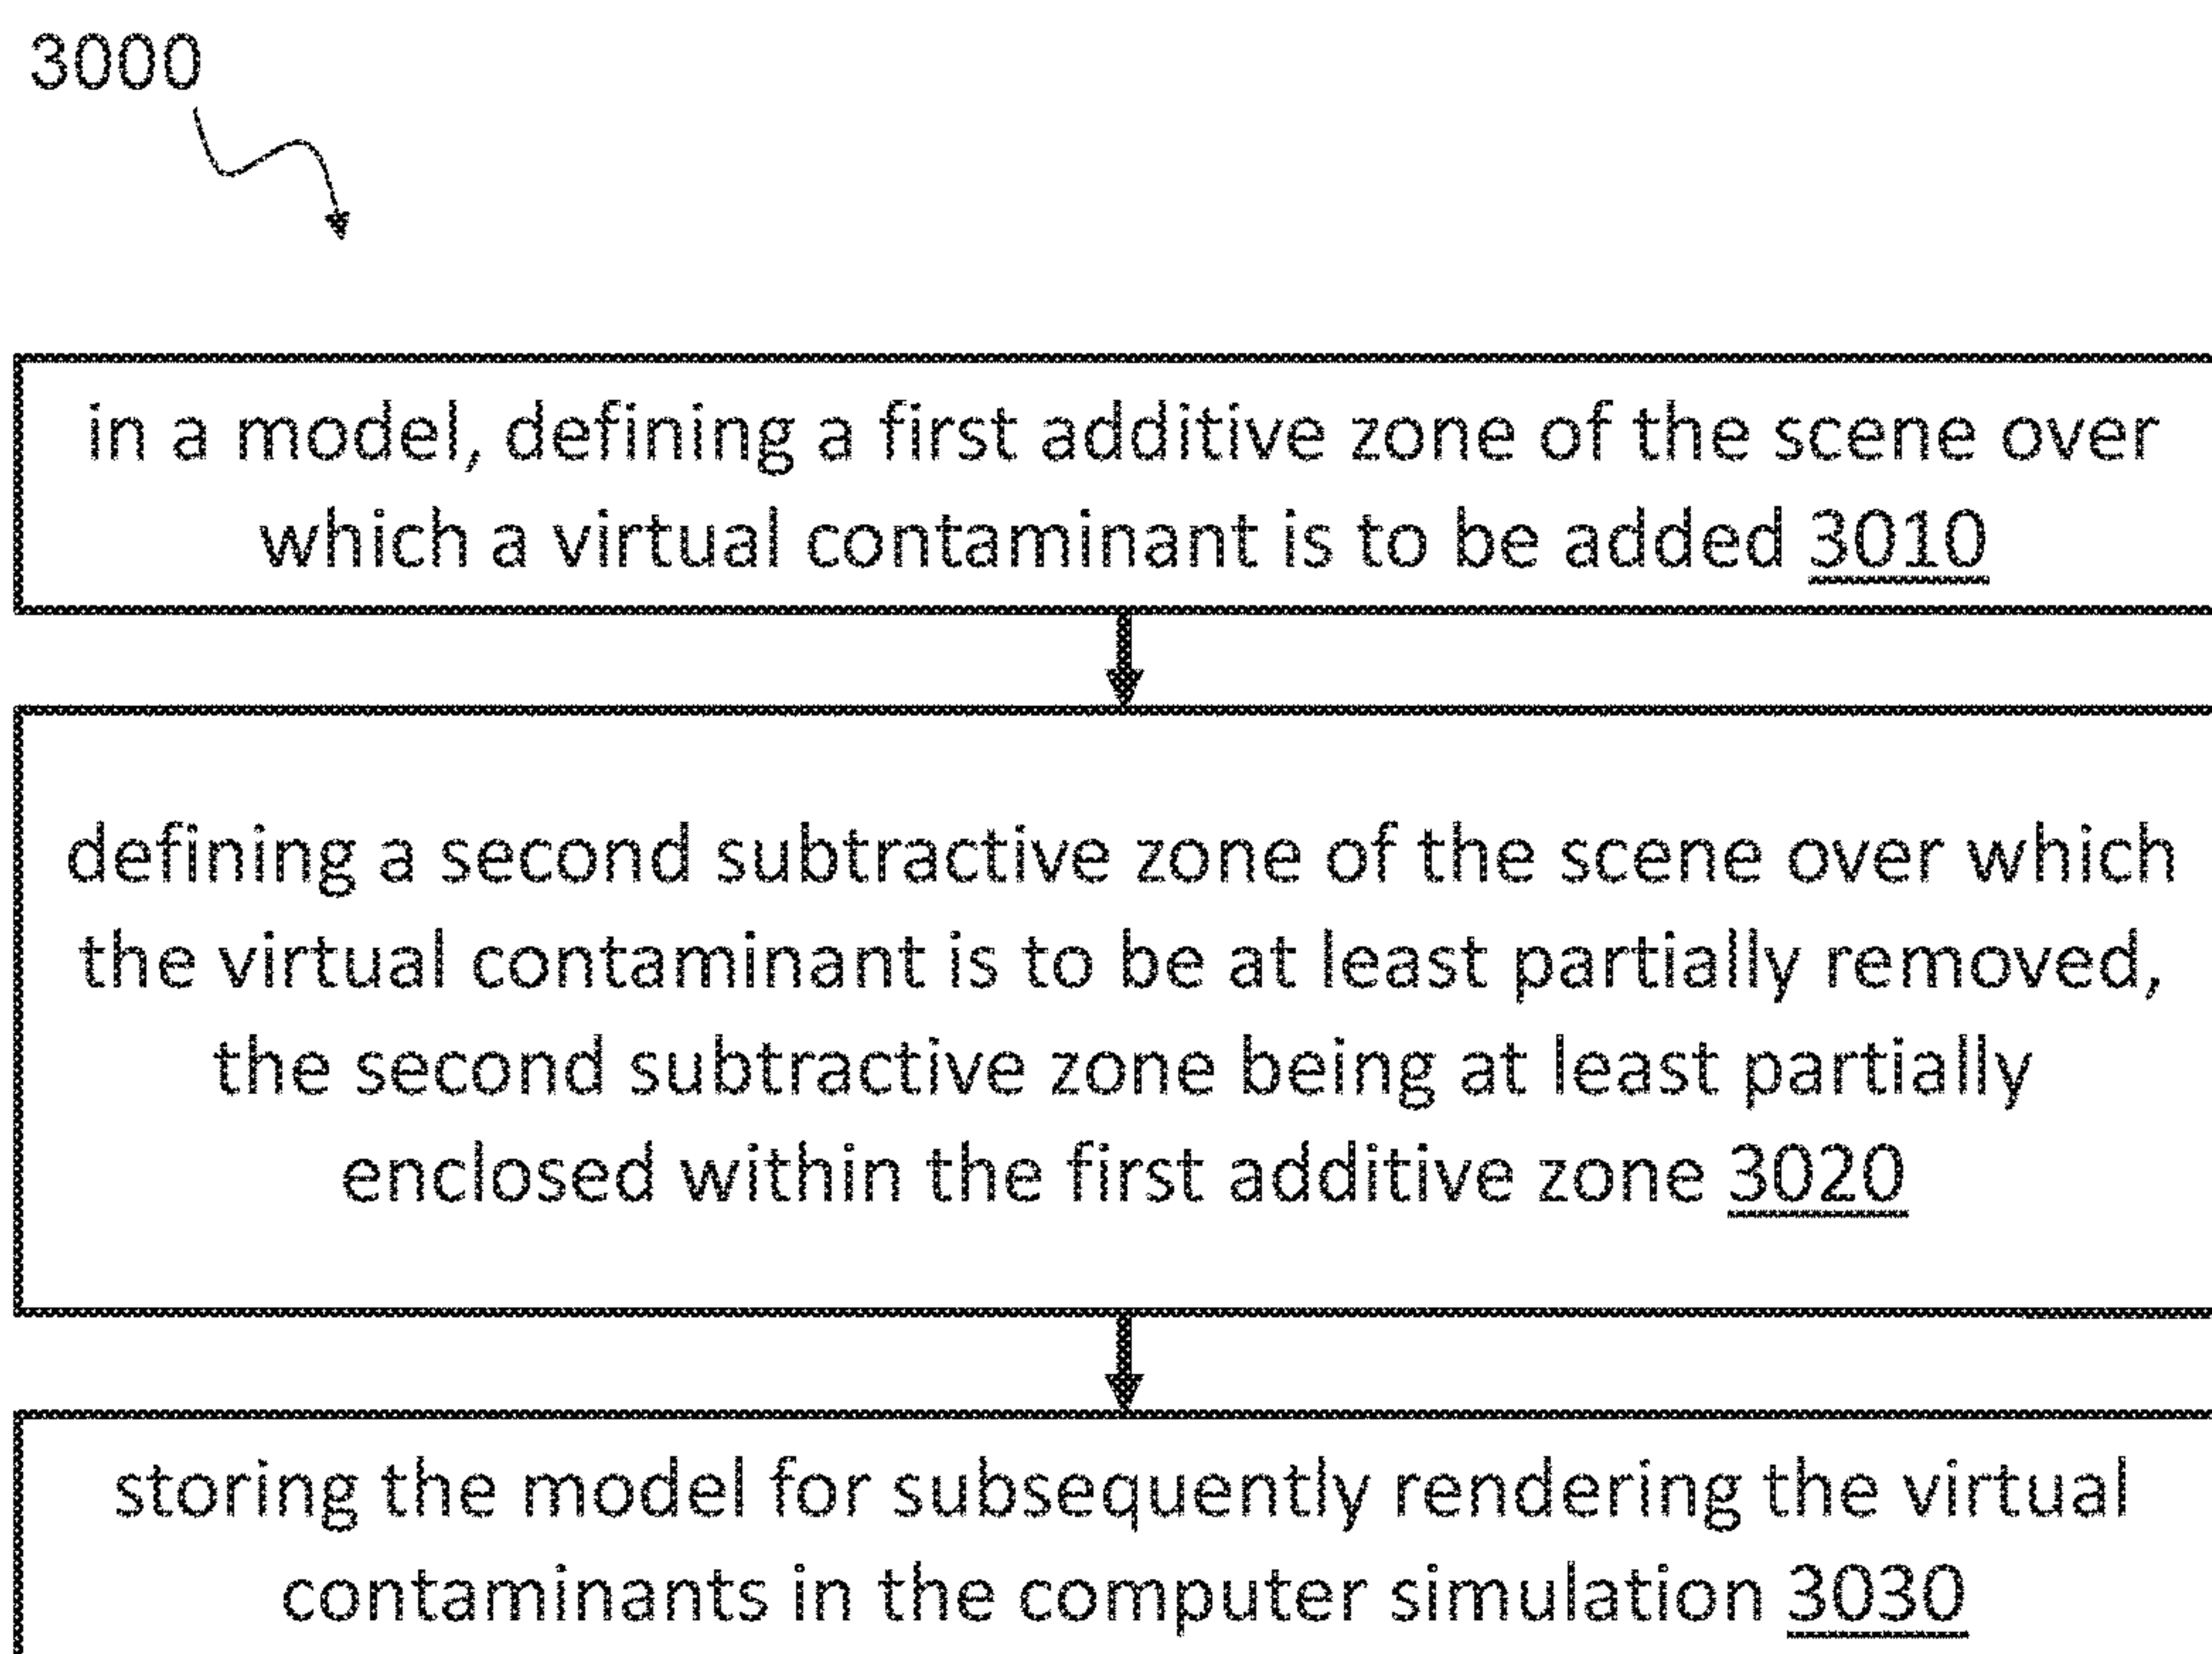 3000
in a model, defining a first additive zone of the scene over
which a virtual contaminant is to be added 3010
defining a second subtractive zone of the scene over which
the virtual contaminant is to be at least partially removed,
the second subtractive zone being at least partially
enclosed within the first additive zone 3020
storing the model for subsequently rendering the virtual
contaminants in the computer simulation 3030